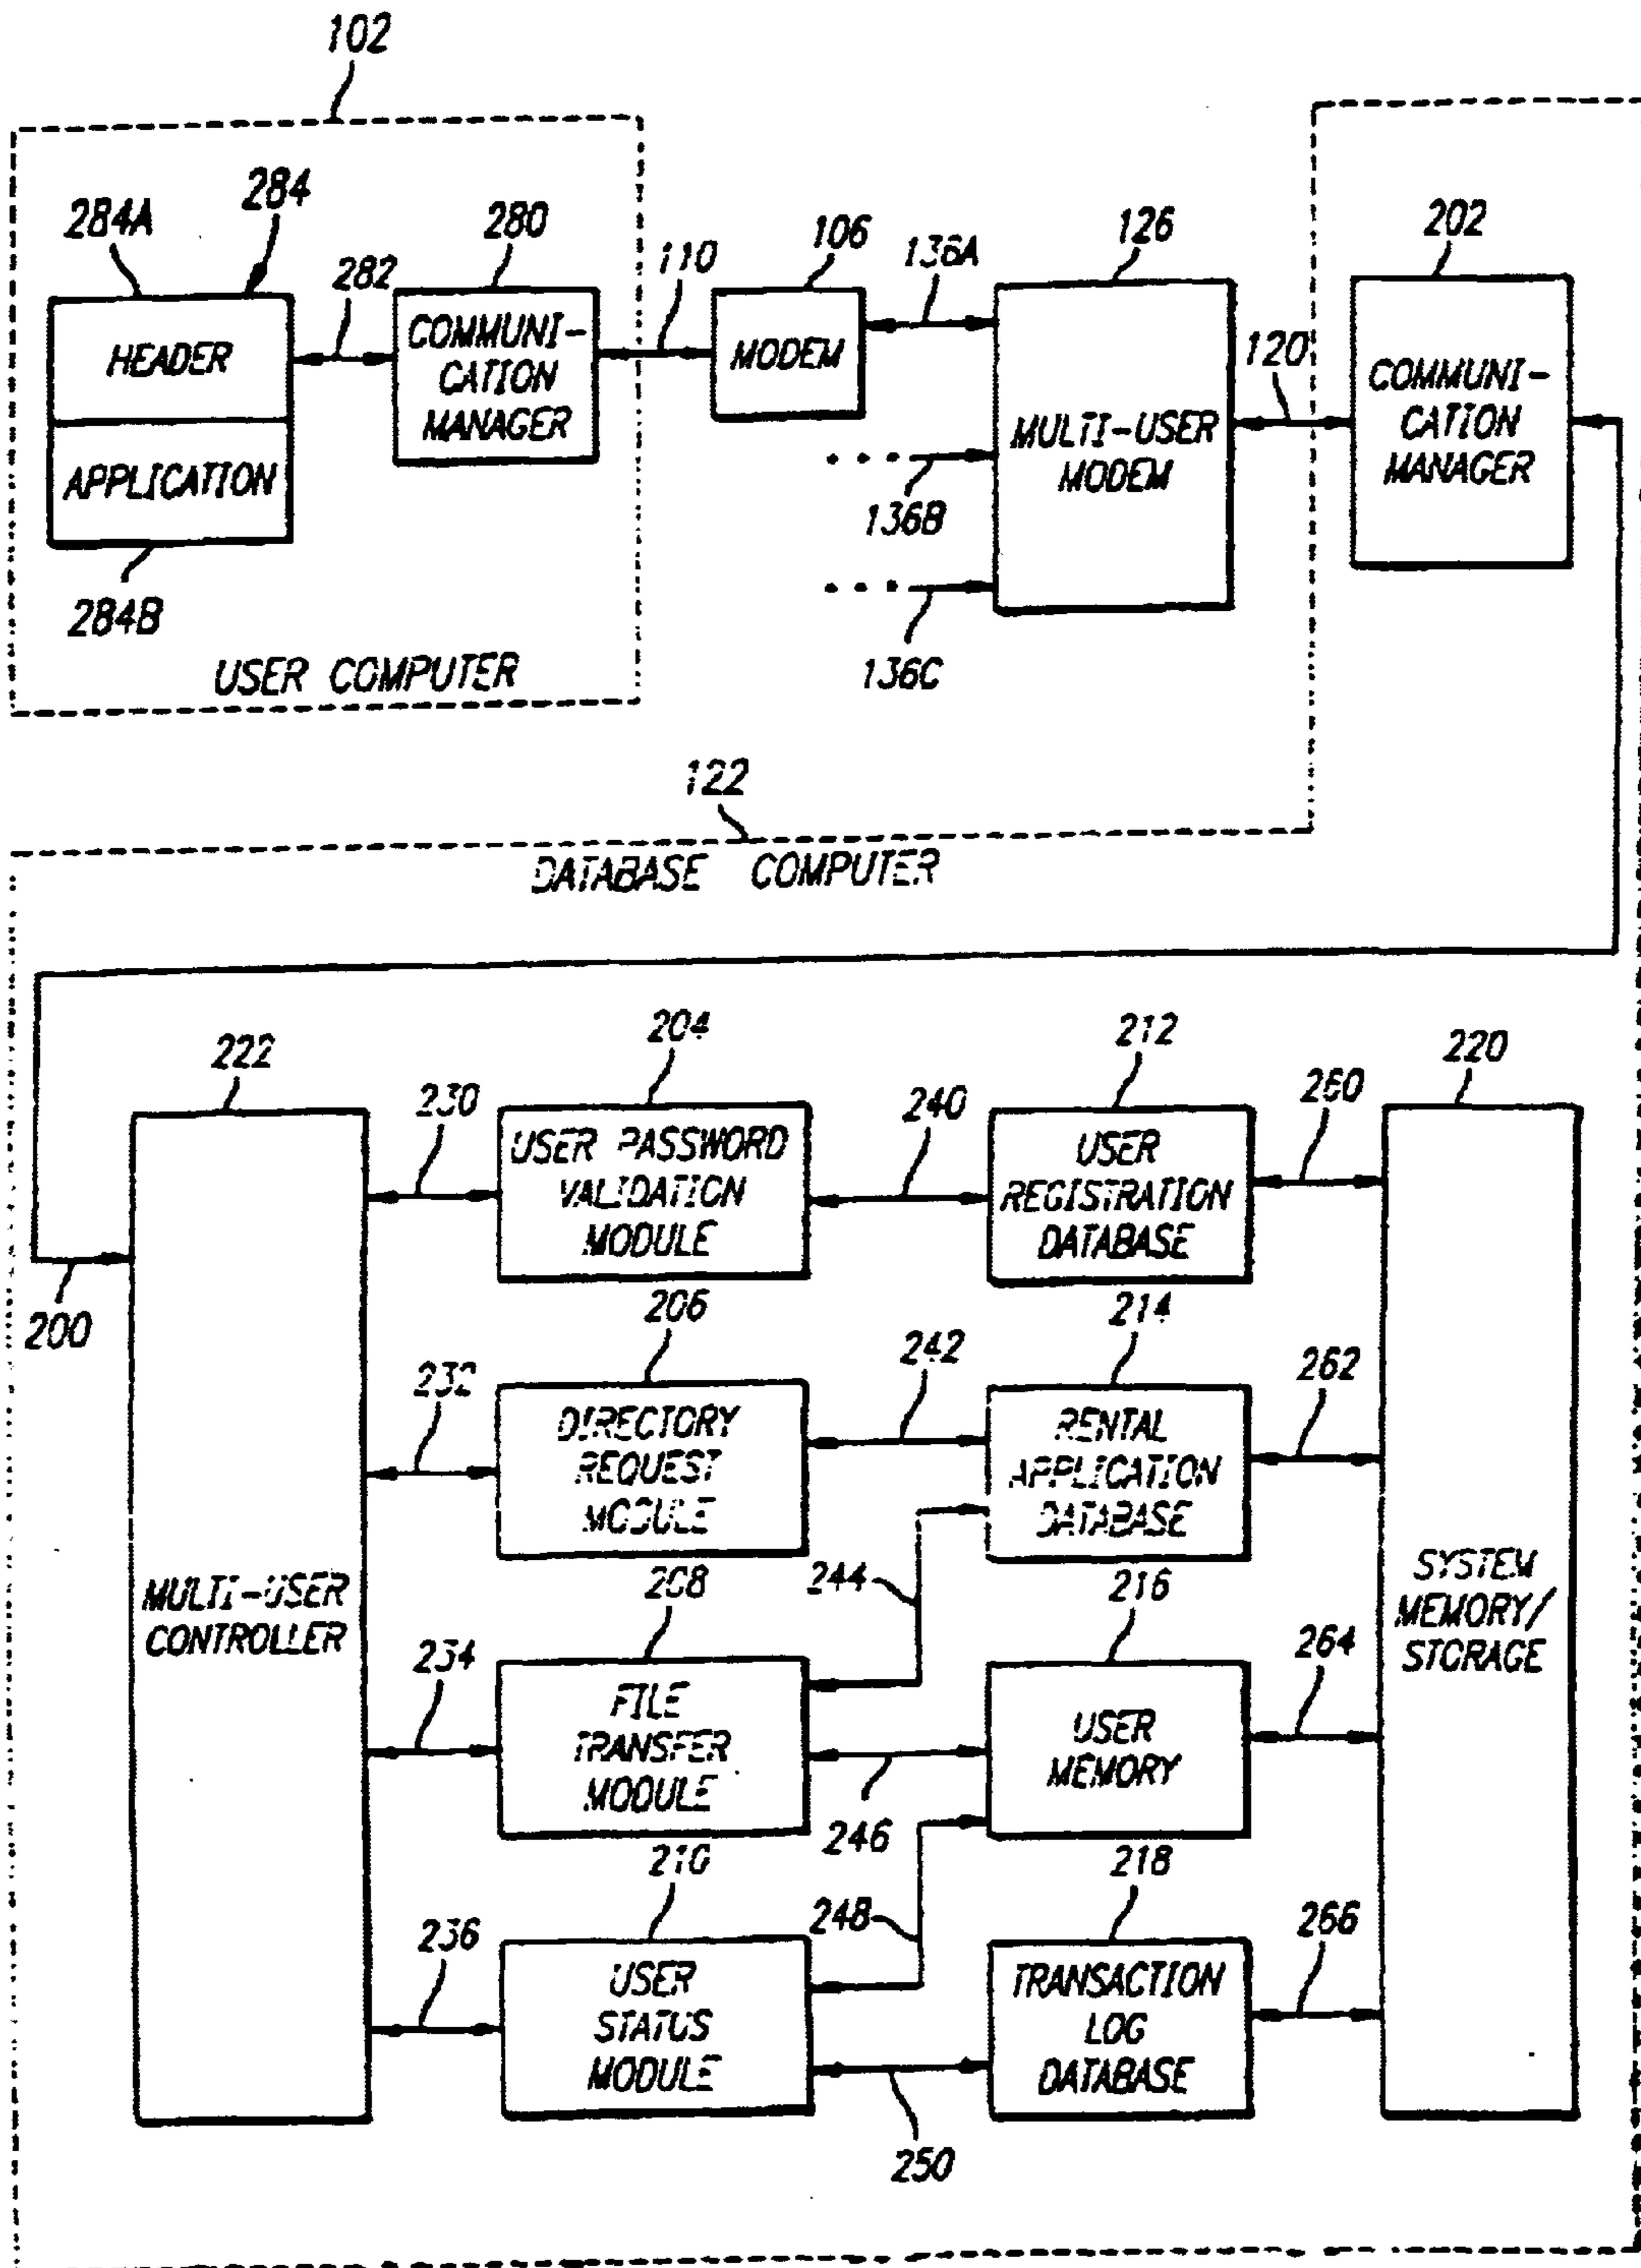 102
284A
284
280
106
126
202
282
110
136A
120
HEADER
APPLICATION
COMMUNI-
CATION
MANAGER
MODEM
MULTI-USER
MODEM
COMMUNI-
CATION
MANAGER
136B
136C
284B
USER COMPUTER
122
DATABASE COMPUTER
222
204
212
220
230
240
260
USER PASSWORD
VALIDATION
MODULE
USER
REGISTRATION
DATABASE
200
206
214
232
242
262
DIRECTORY
REQUEST
MODULE
RENTAL
APPLICATION
DATABASE
MULTI-USER
CONTROLLER
SYSTEM
MEMORY/
STORAGE
208
244
216
234
264
FILE
TRANSFER
MODULE
USER
MEMORY
246
210
218
236
248
266
USER
STATUS
MODULE
TRANSACTION
LOG
DATABASE
250